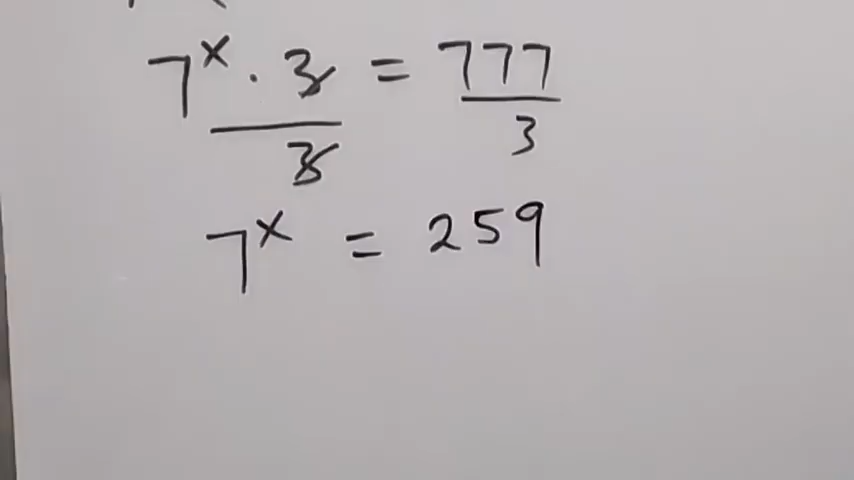 7^x · 3 = 777
3 3
7^x = 259